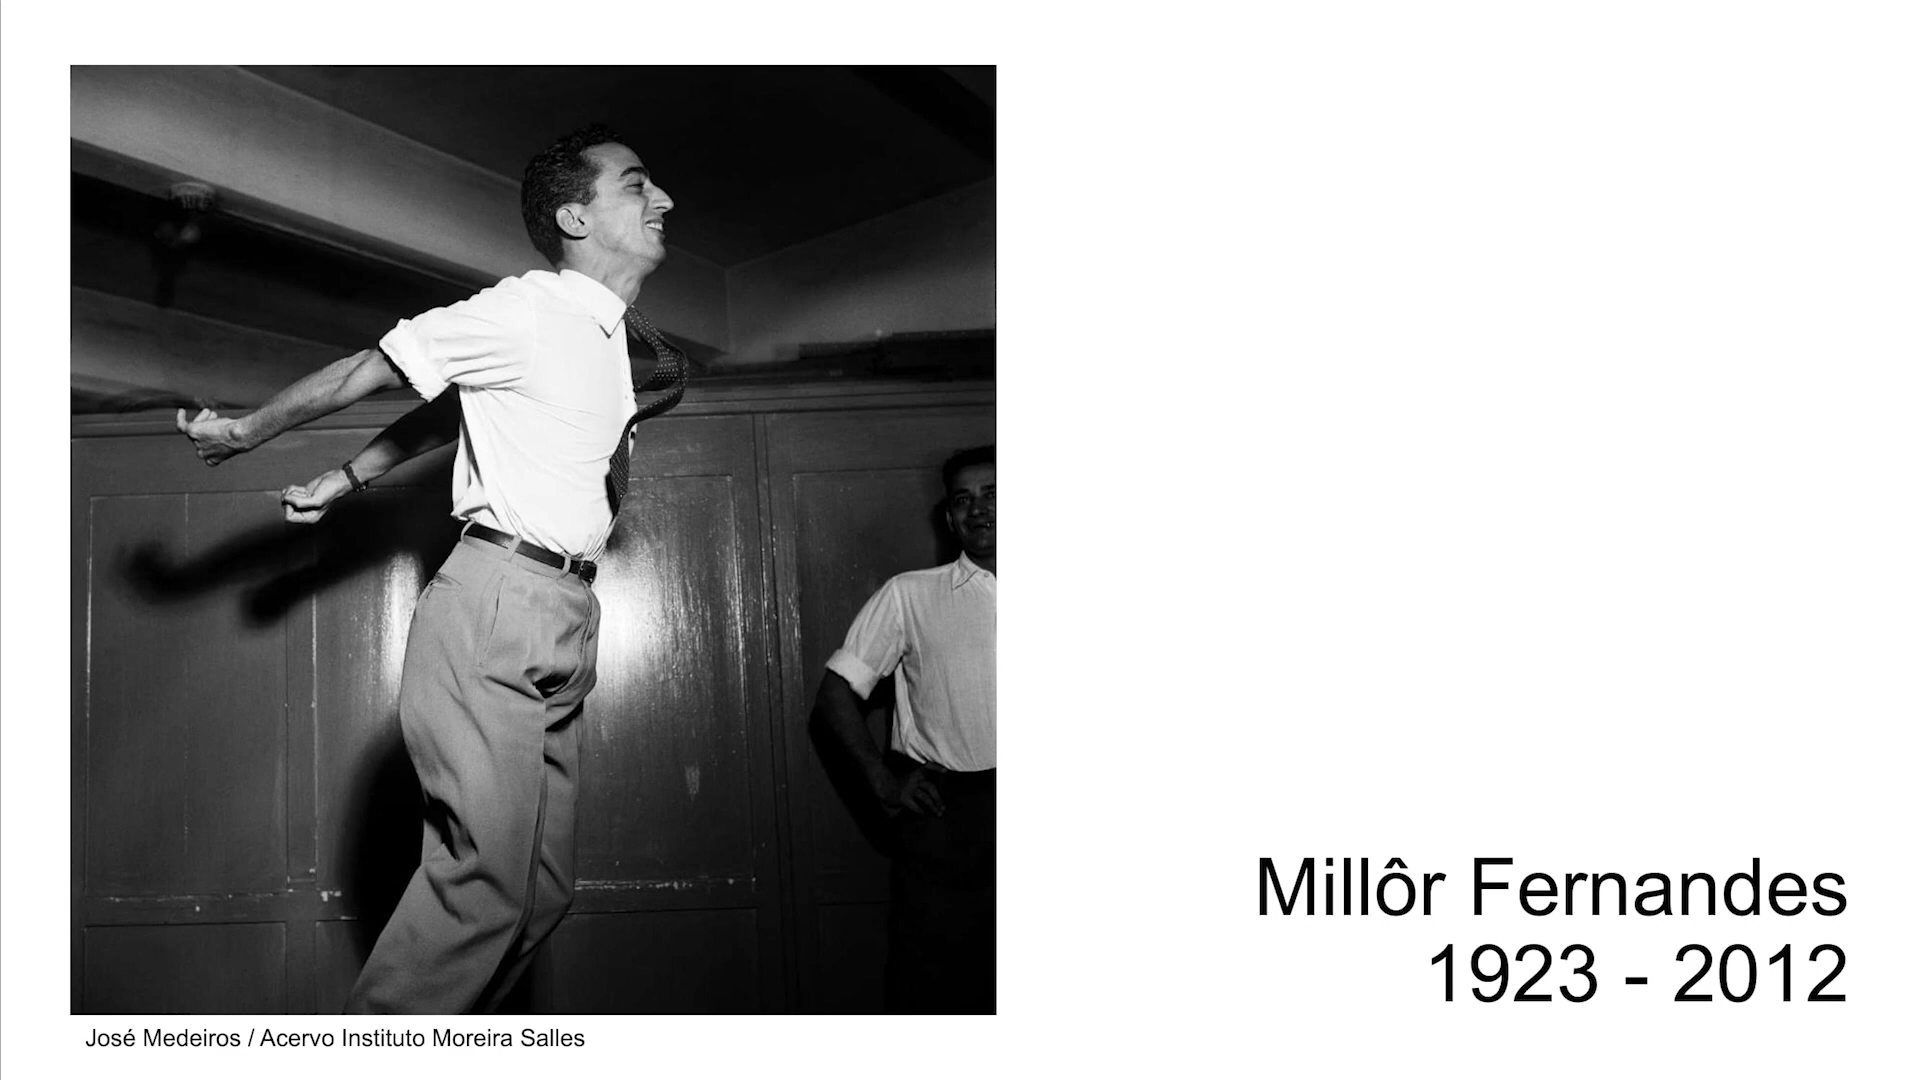 Millôr Fernandes
1923 - 2012
José Medeiros / Acervo Instituto Moreira Salles